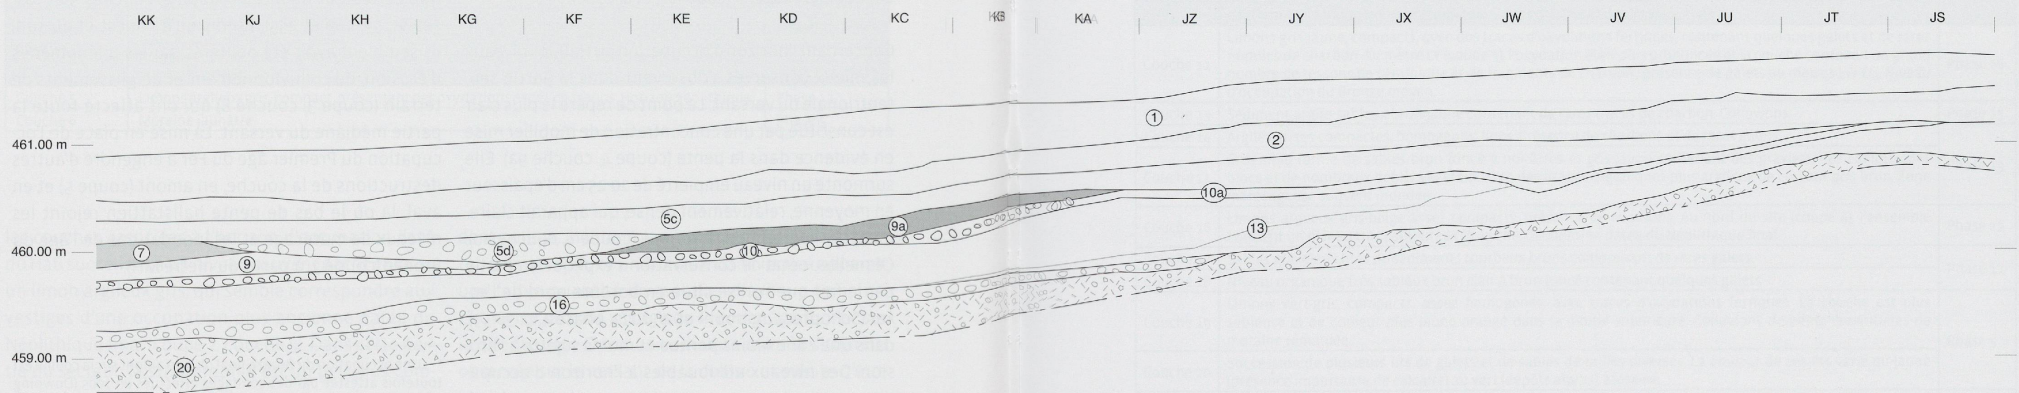 KK KJ KH KG KF KE KD KC KB KA JZ JY JX JW JV JU JT JS
1
2
461.00 m
10a
5c
9a
13
7 5d 10
460.00 m
9
16
459.00 m
20